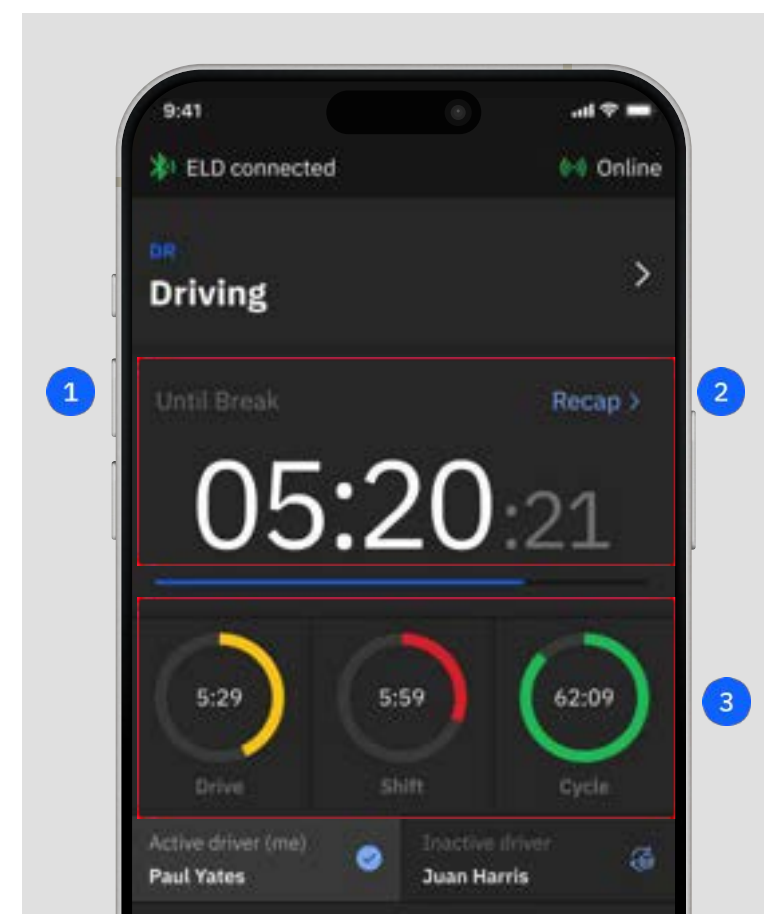 9:41
ELD connected
Online
DR
Driving
1
Until Break
Recap >
2
05:20:21
5:29
5:59
62:09
3
Drive
Shift
Cycle
Active driver (me)
Inactive driver
Paul Yates
Juan Harris